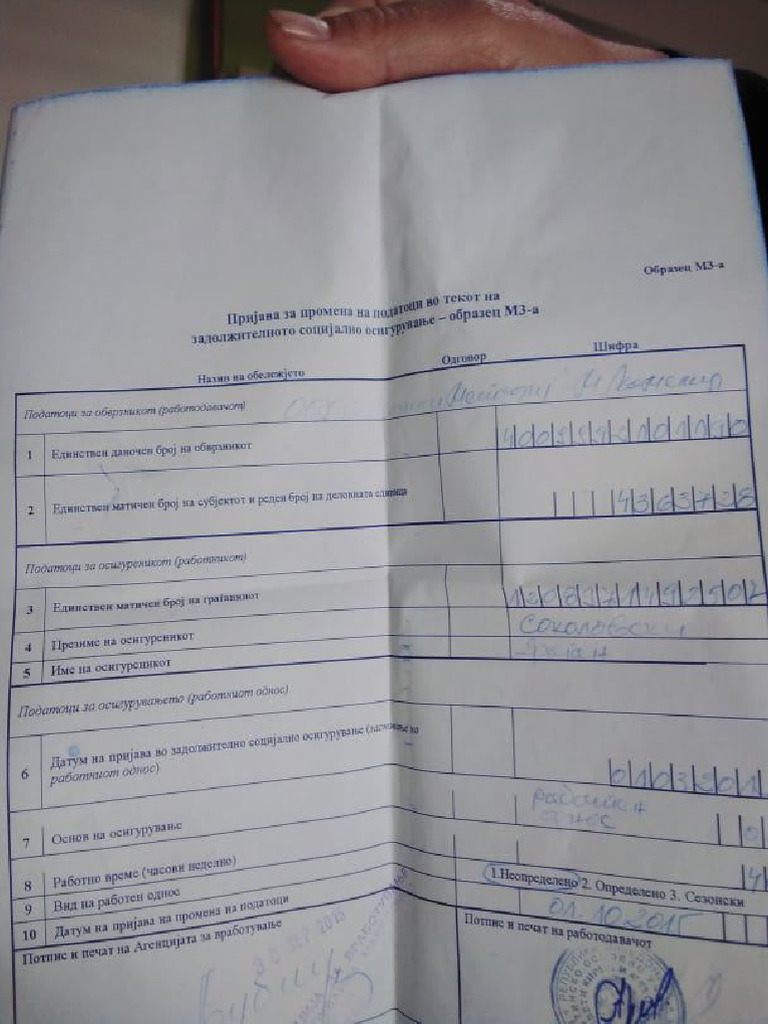 Образец М3-а
Пријава за промена на податоци во текот на
задолжителното социјално осигурување – образец М3-а
Назив на обележјето Одговор Шифра
Податоци за обврзникот (работодавачот)
1 Единствен даночен број на обврзникот
2 Единствен матичен број на субјектот и реден број на деловната единица 4363728
Податоци за осигуреникот (работникот)
3 Единствен матичен број на граѓанинот
4 Презиме на осигуреникот Соколовски
5 Име на осигуреникот
Податоци за осигурувањето (работниот однос)
6 Датум на пријава во задолжително социјално осигурување (засновање на
работниот однос) 0103201
7 Основ на осигурување работен однос 0
8 Работно време (часови неделно) 4
9 Вид на работен однос 1.Неопределено 2. Определено 3. Сезонски
10 Датум на пријава на промена на податоци 01.10.2015
Потпис и печат на Агенцијата за вработување Потпис и печат на работодавачот